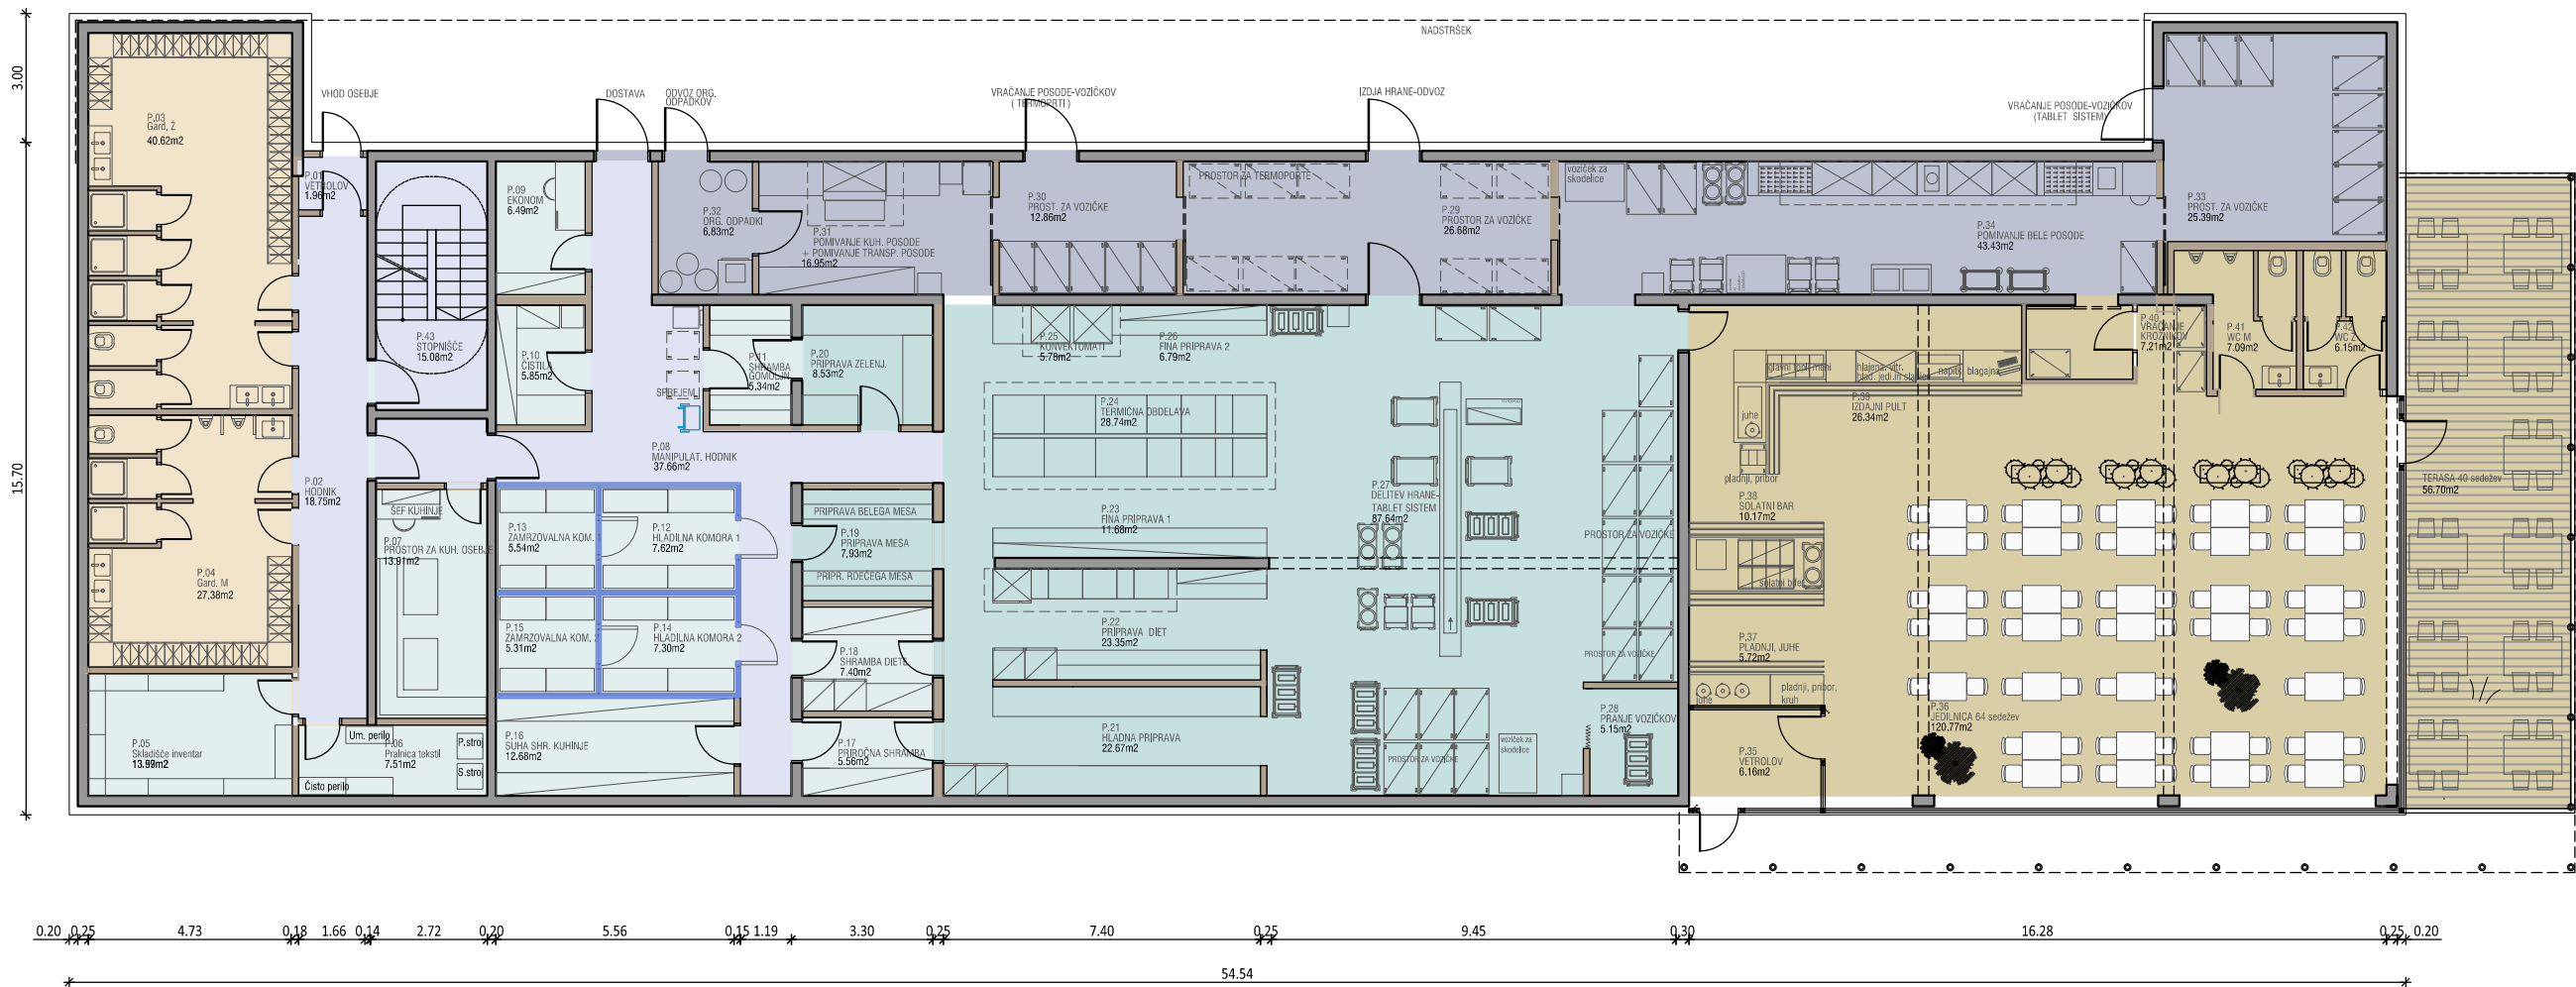 NADSTREŠEK
3.00
15.70
VHOD OSEBJE
DOSTAVA
ODVOZ ORG.
ODPADKOV
VRAČANJE POSODE-VOZIČKOV
( TERMOPRTI )
IZDJA HRANE-ODVOZ
VRAČANJE POSODE-VOZIČKOV
(TABLET SISTEM)
P.03
Gard. Ž
40.62m2
P.01
VETROLOV
1.96m2
P.09
EKONOM
6.49m2
P.32
ORG. ODPADKI
6.83m2
P.31
POMIVANJE KUH. POSODE
+ POMIVANJE TRANSP. POSODE
16.95m2
P.30
PROST. ZA VOZIČKE
12.86m2
PROSTOR ZA TERMOPORTE
P.29
PROSTOR ZA VOZIČKE
26.68m2
voziček za
skodelice
P.34
POMIVANJE BELE POSODE
43.43m2
P.33
PROST. ZA VOZIČKE
25.39m2
P.43
STOPNIŠČE
15.08m2
P.10
ČISTILA
5.85m2
SPREJEM
P.11
SHRAMBA
GOMOLJN.
5.34m2
P.20
PRIPRAVA ZELENJ.
8.53m2
P.25
KONVEKTOMATI
5.78m2
P.26
FINA PRIPRAVA 2
6.79m2
P.24
TERMIČNA OBDELAVA
28.74m2
glavni topli meni
hlajena. vitr.
hlad. jedi in sladice
napitki, blagajna
P.39
IZDAJNI PULT
26.34m2
juhe
pladnji, pribor
P.40
VRAČANJE
KROŽNIKOV
7.21m2
P.41
WC M
7.09m2
P.42
WC Ž
6.15m2
P.02
HODNIK
18.75m2
P.08
MANIPULAT. HODNIK
37.66m2
ŠEF KUHINJE
P.07
PROSTOR ZA KUH. OSEBJE
13.91m2
P.13
ZAMRZOVALNA KOM.
5.54m2
P.12
HLADILNA KOMORA 1
7.62m2
PRIPRAVA BELEGA MESA
P.19
PRIPRAVA MESA
7,93m2
PRIPR. RDEČEGA MESA
P.23
FINA PRIPRAVA 1
11.68m2
P.27
DELITEV HRANE-
TABLET SISTEM
87.64m2
PROSTOR ZA VOZIČKE
P.38
SOLATNI BAR
10.17m2
solatni bife
TERASA 40 sedežev
56.70m2
P.04
Gard. M
27,38m2
P.15
ZAMRZOVALNA KOM. 2
5.31m2
P.14
HLADILNA KOMORA 2
7.30m2
P.18
SHRAMBA DIETE
7.40m2
P.22
PRIPRAVA DIET
23.35m2
PROSTOR ZA VOZIČKE
P.37
PLADNJI, JUHE
5.72m2
juhe
pladnji, pribor,
kruh
P.05
Skladišče inventar
Um. perilo
P.06
Pralnica tekstil
7.51m2
P.stroj
S.stroj
Čisto perilo
P.16
SUHA SHR. KUHINJE
12.68m2
P.17
PRIROČNA SHRAMBA
5.56m2
P.21
HLADNA PRIPRAVA
22.67m2
PROSTOR ZA VOZIČKE
voziček za
skodelice
P.28
PRANJE VOZIČKOV
5.15m2
P.35
VETROLOV
6.16m2
P.36
JEDILNICA 64 sedežev
120.77m2
0.20 0.25 4.73 0.18 1.66 0.14 2.72 0.20 5.56 0.15 1.19 3.30 0.25 7.40 0.25 9.45 0.30 16.28 0.25 0.20
54.54